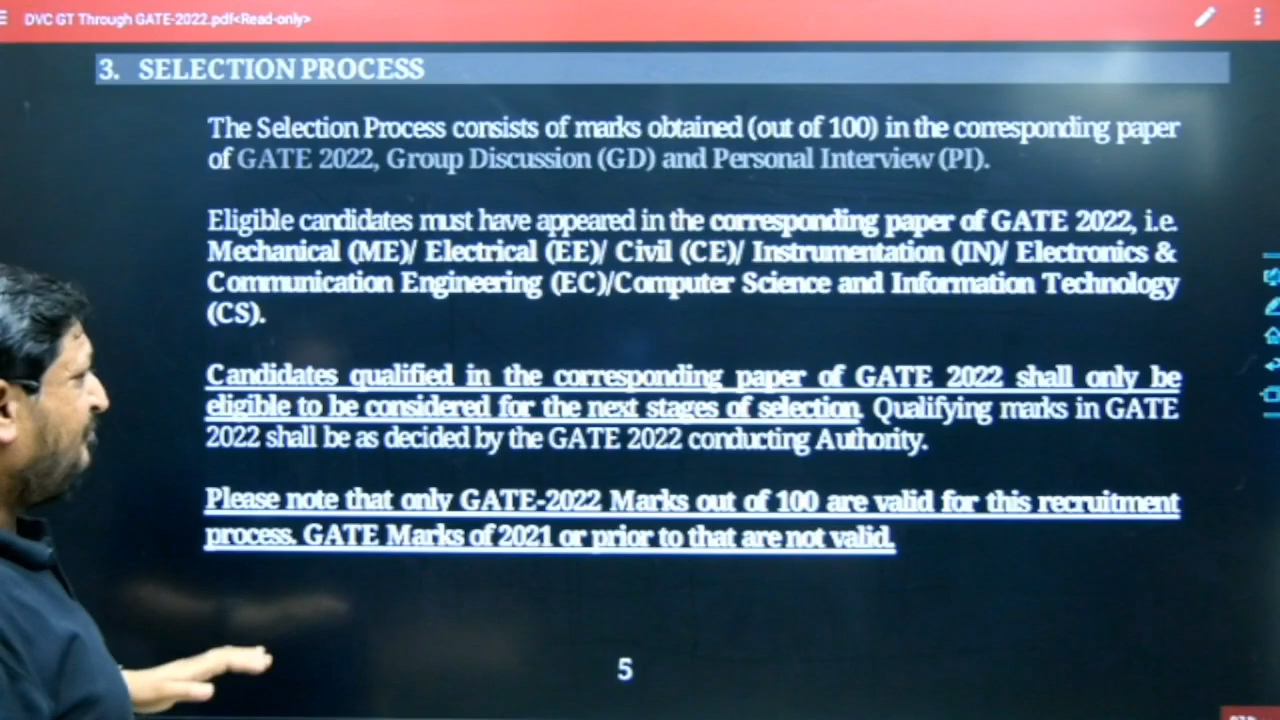 DVC GT Through GATE-2022.pdf<Read-only>
3. SELECTION PROCESS
The Selection Process consists of marks obtained (out of 100) in the corresponding paper
of GATE 2022, Group Discussion (GD) and Personal Interview (PI).
Eligible candidates must have appeared in the corresponding paper of GATE 2022, i.e.
Mechanical (ME)/ Electrical (EE)/ Civil (CE)/ Instrumentation (IN)/ Electronics &
Communication Engineering (EC)/Computer Science and Information Technology
(CS).
Candidates qualified in the corresponding paper of GATE 2022 shall only be
eligible to be considered for the next stages of selection. Qualifying marks in GATE
2022 shall be as decided by the GATE 2022 conducting Authority.
Please note that only GATE-2022 Marks out of 100 are valid for this recruitment
process. GATE Marks of 2021 or prior to that are not valid.
5